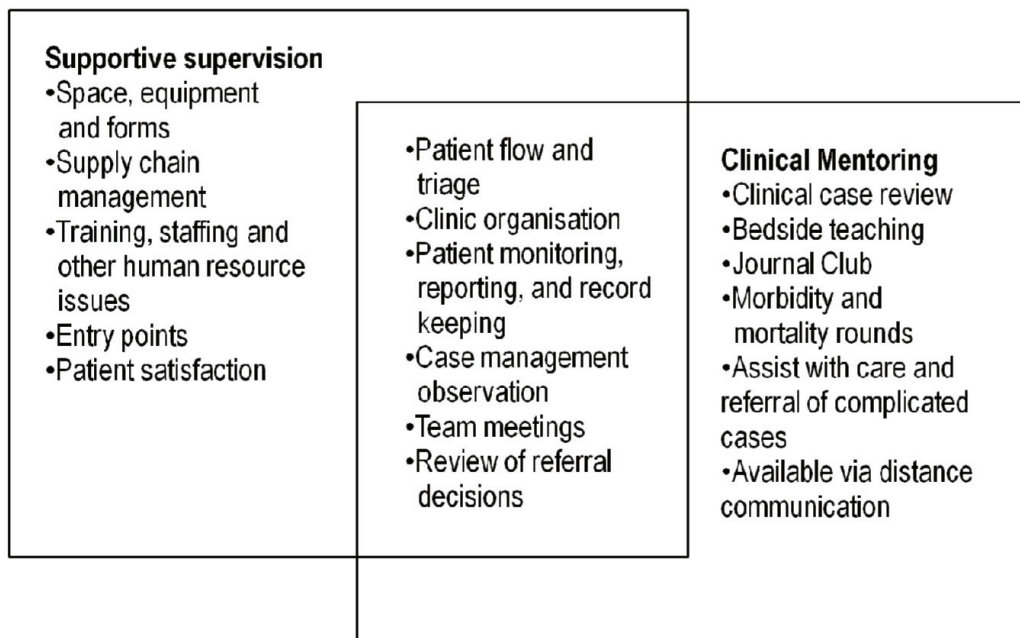 Supportive supervision
•Space, equipment
and forms
•Supply chain
management
•Training, staffing and
other human resource
issues
•Entry points
•Patient satisfaction
•Patient flow and
triage
•Clinic organisation
•Patient monitoring,
reporting, and record
keeping
•Case management
observation
•Team meetings
•Review of referral
decisions
Clinical Mentoring
•Clinical case review
•Bedside teaching
•Journal Club
•Morbidity and
mortality rounds
•Assist with care and
referral of complicated
cases
•Available via distance
communication